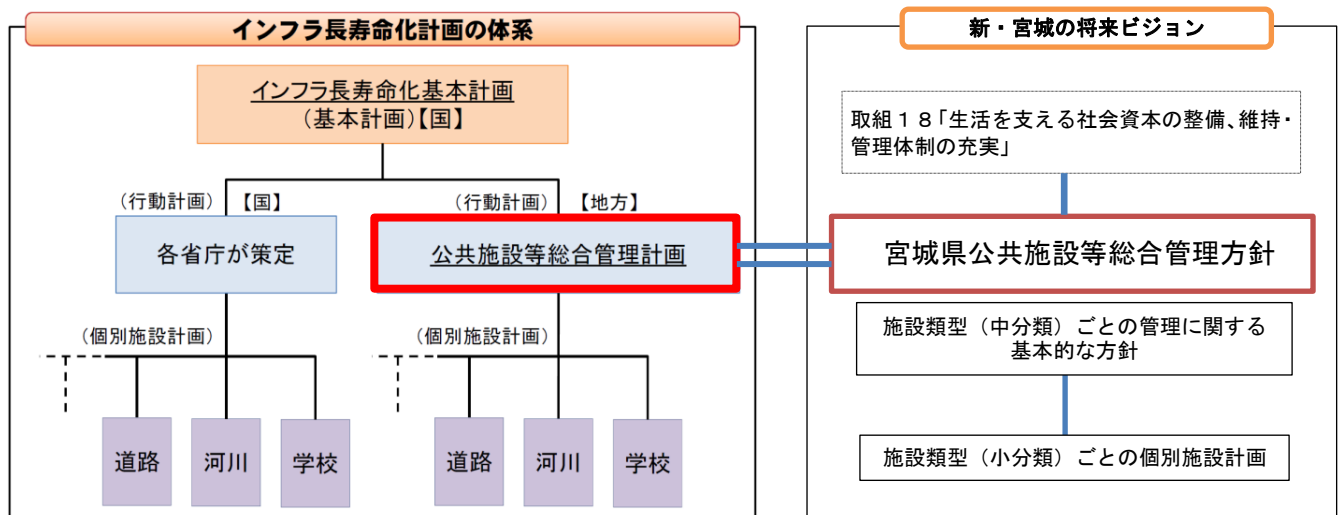 インフラ長寿命化計画の体系
インフラ長寿命化基本計画
(基本計画)【国】
(行動計画)
【国】
(行動計画)
【地方】
各省庁が策定
公共施設等総合管理計画
(個別施設計画)
(個別施設計画)
道路
河川
学校
道路
河川
学校
新・宮城の将来ビジョン
取組18「生活を支える社会資本の整備、維持・
管理体制の充実」
宮城県公共施設等総合管理方針
施設類型（中分類）ごとの管理に関する
基本的な方針
施設類型（小分類）ごとの個別施設計画